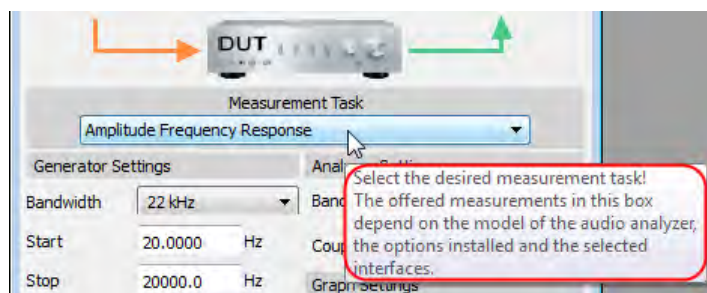 DUT
Measurement Task
Amplitude Frequency Response
Generator Settings
Bandwidth 22 kHz
Start 20.0000 Hz
Stop 20000.0 Hz
Select the desired measurement task!
The offered measurements in this box
depend on the model of the audio analyzer,
the options installed and the selected
interfaces.
Graph Settings